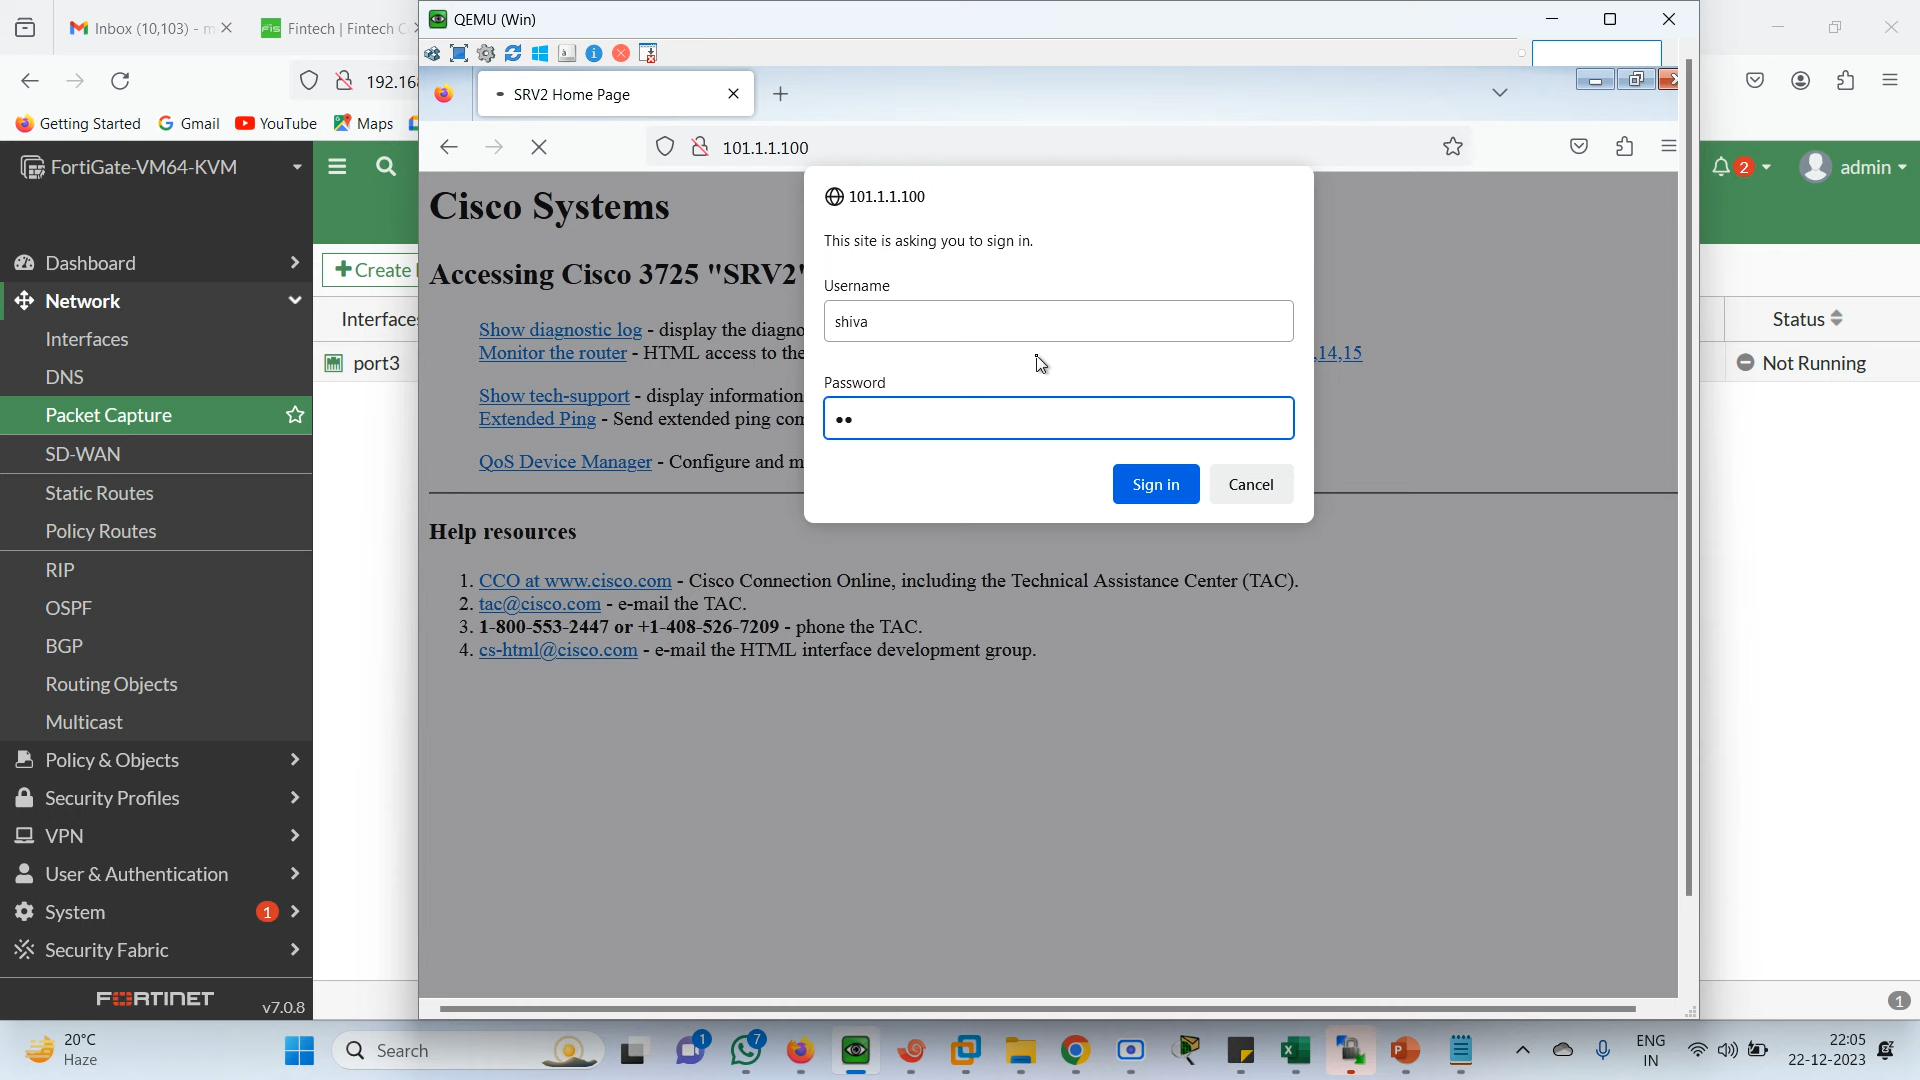 Inbox (10,103) - m
Fintech | Fintech C
192.16
Getting Started
Gmail
YouTube
Maps
FortiGate-VM64-KVM
Dashboard
Network
Interfaces
DNS
Packet Capture
SD-WAN
Static Routes
Policy Routes
RIP
OSPF
BGP
Routing Objects
Multicast
Policy & Objects
Security Profiles
VPN
User & Authentication
System 1
Security Fabric
FORTINET v7.0.8
Create
Interfaces
port3
QEMU (Win)
SRV2 Home Page
101.1.1.100
Cisco Systems
Accessing Cisco 3725 "SRV2"
Show diagnostic log - display the diagno
Monitor the router - HTML access to the ,14,15
Show tech-support - display information
Extended Ping - Send extended ping con
QoS Device Manager - Configure and m
Help resources
1. CCO at www.cisco.com - Cisco Connection Online, including the Technical Assistance Center (TAC).
2. tac@cisco.com - e-mail the TAC.
3. 1-800-553-2447 or +1-408-526-7209 - phone the TAC.
4. cs-html@cisco.com - e-mail the HTML interface development group.
101.1.1.100
This site is asking you to sign in.
Username
shiva
Password
••
Sign in
Cancel
2
admin
Status
Not Running
1
20°C
Haze
Search
1
7
ENG
IN
22:05
22-12-2023